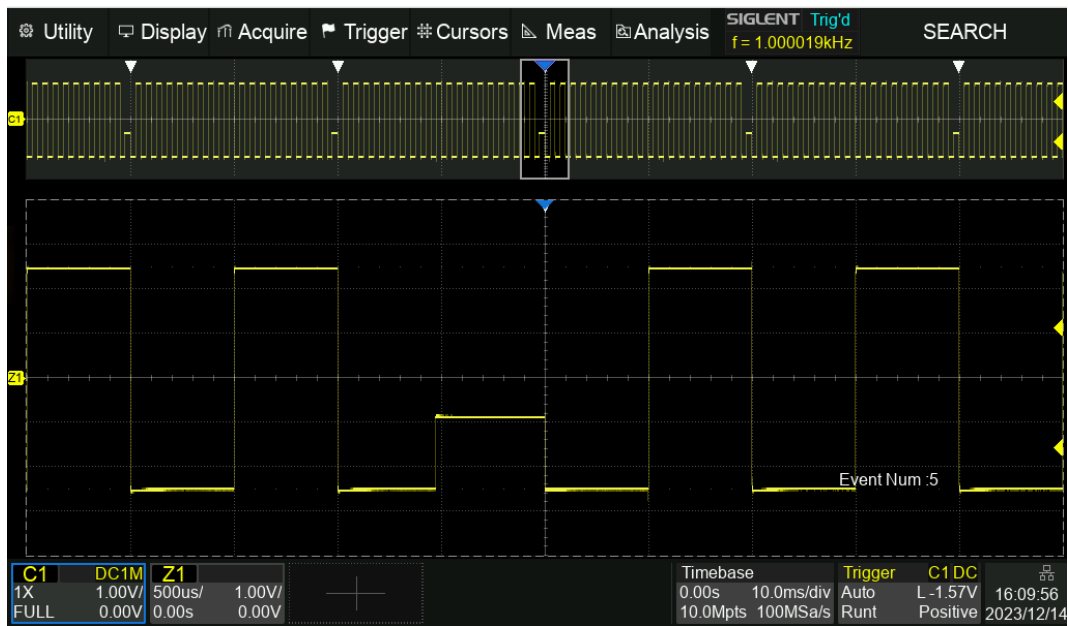 Utility Display Acquire Trigger Cursors Meas Analysis SIGLENT Trig'd SEARCH
f = 1.000019kHz
C1
Z1
Event Num :5
C1 DC1M Z1 Timebase Trigger C1 DC
1X 1.00V/ 500us/ 1.00V/ 0.00s 10.0ms/div Auto L -1.57V 16:09:56
FULL 0.00V 0.00s 0.00V 10.0Mpts 100MSa/s Runt Positive 2023/12/14